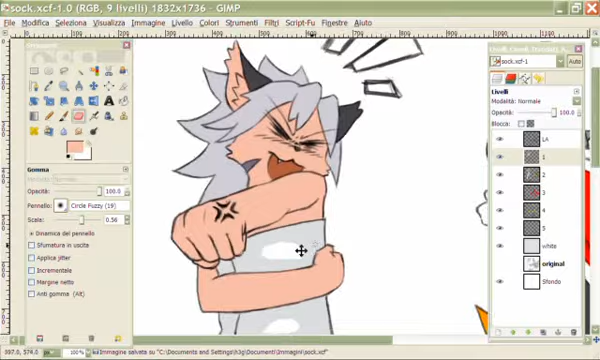 sock.xcf-1.0 (RGB, 9 livelli) 1832x1736 – GIMP
File Modifica Seleziona Visualizza Immagine Livello Colori Strumenti Filtri Script-Fu Finestre Aiuto
Gomma
Opacità: 100.0
Pennello: Circle Fuzzy (19)
Scale: 0.56
Dinamica del pennello
Sfumatura in uscita
Applica jitter
Incrementale
Margine netto
Anti gomma (Alt)
sock.xcf-1 Auto
Livelli
Modalità: Normale
Opacità: 100.0
Blocca:
LA
1
2
3
4
5
6
white
original
Sfondo
397.0, 574.0 px 100% Immagine salvata su "C:\Documents and Settings\h3g\Documenti\Immagini\sock.xcf"